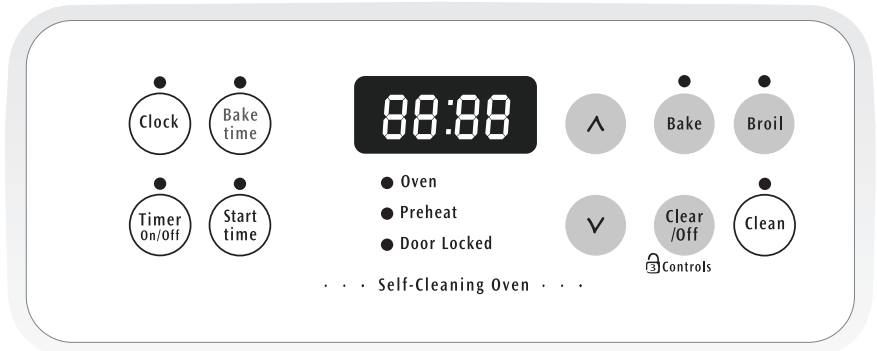 Clock
Bake
time
88:88
Bake
Broil
Oven
Preheat
Door Locked
Timer
On/Off
Start
time
Clear
/Off
Clean
3 Controls
· · · Self-Cleaning Oven · · ·